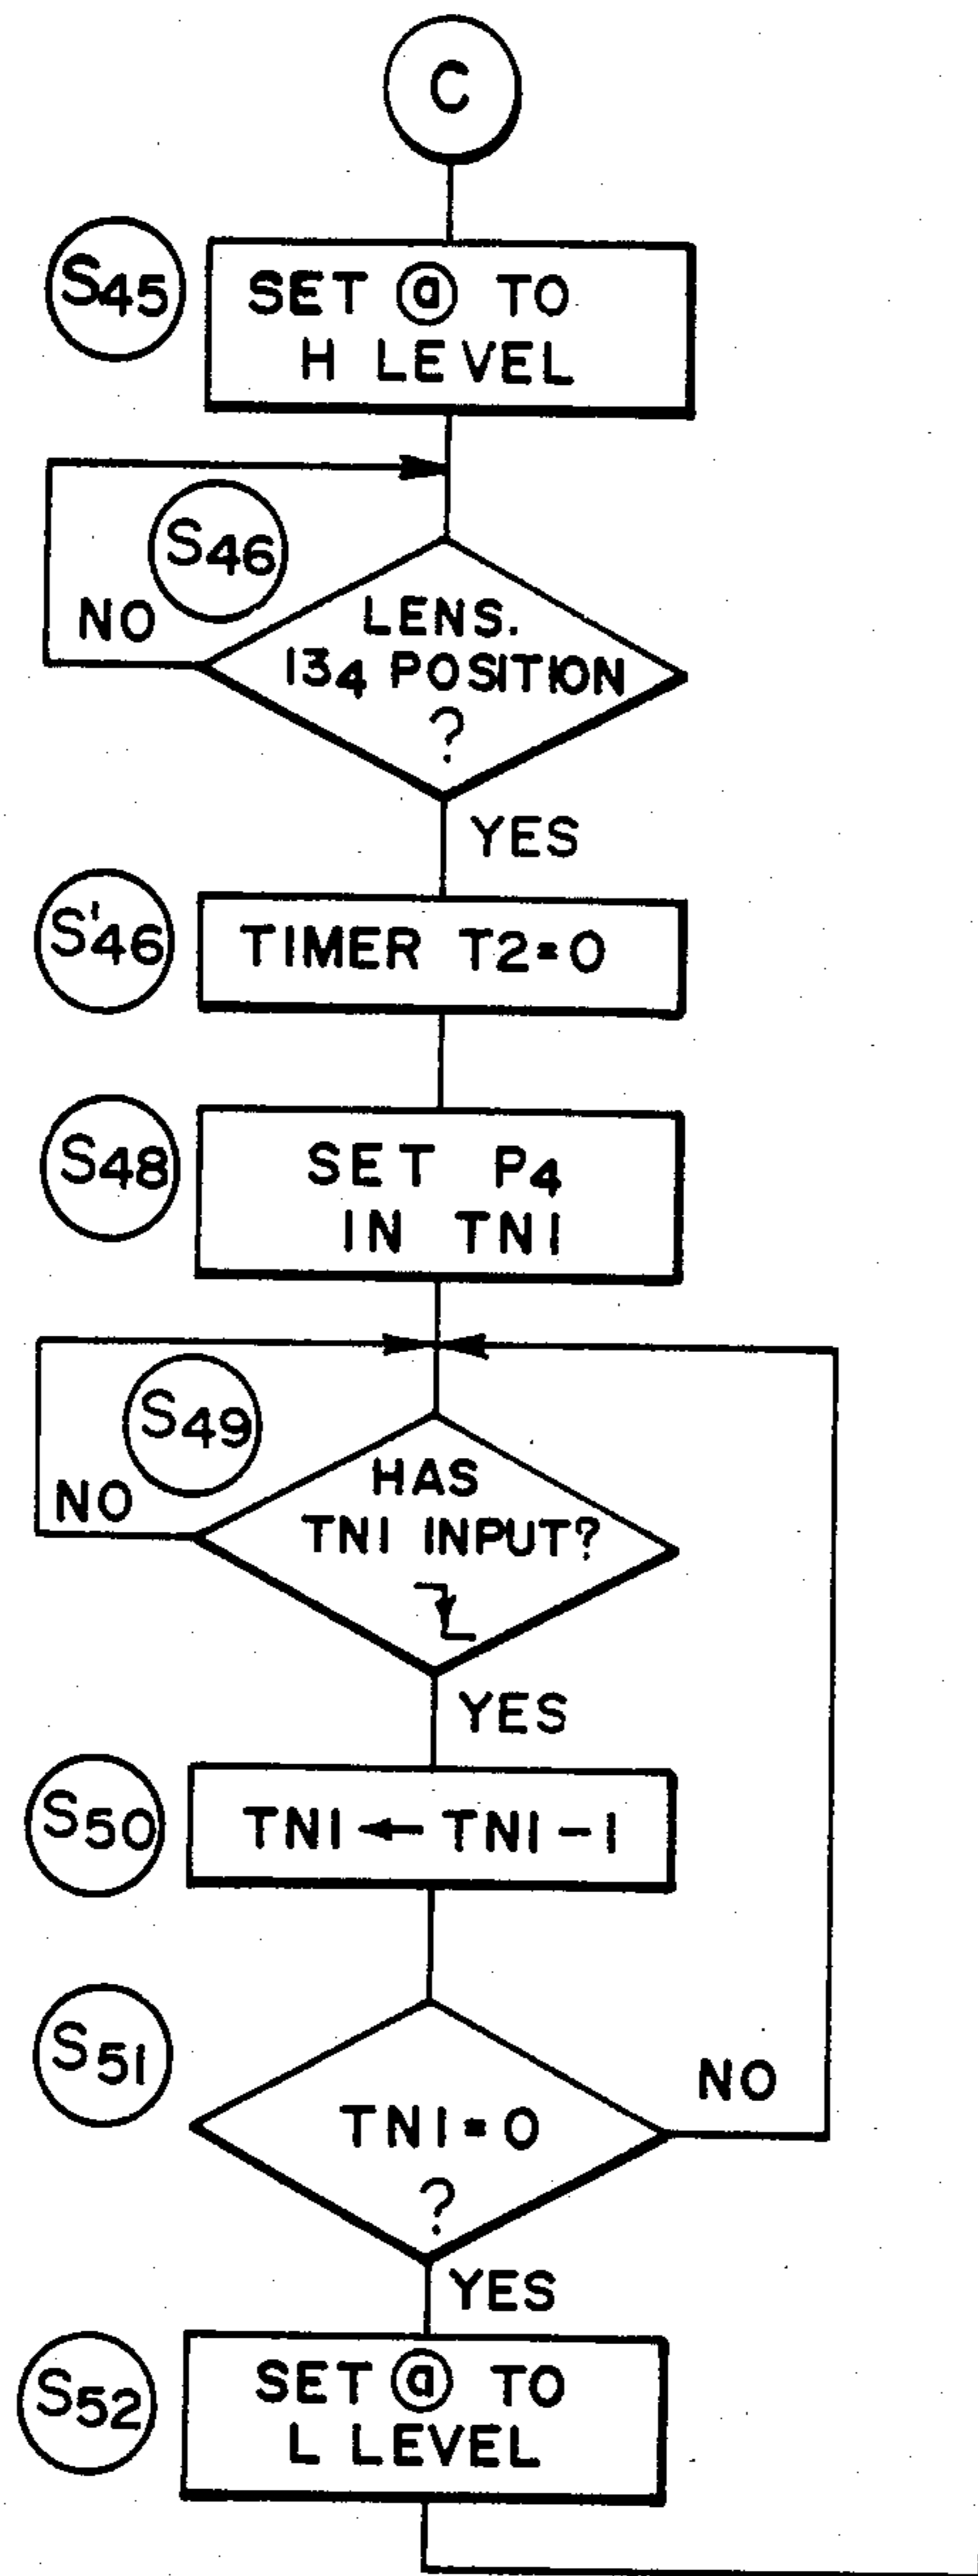 C
S45
SET ⓐ TO
H LEVEL
S46
NO
LENS.
134 POSITION
?
YES
S'46
TIMER T2=0
S48
SET P4
IN TN1
S49
NO
HAS
TN1 INPUT?
YES
S50
TN1 ← TN1-1
S51
NO
TN1=0
?
YES
S52
SET ⓐ TO
L LEVEL